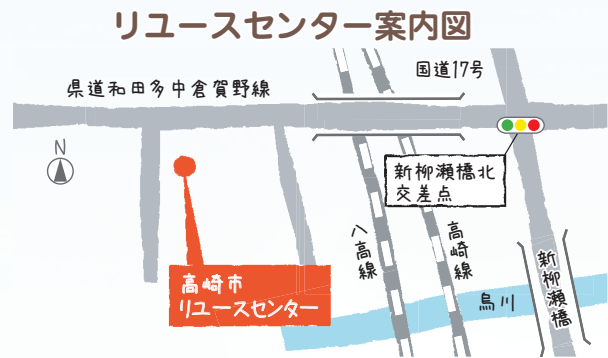 リユースセンター案内図
国道17号
県道和田多中倉賀野線
N
新柳瀬橋北
交差点
八高線
高崎線
新柳瀬橋
高崎市
リユースセンター
烏川